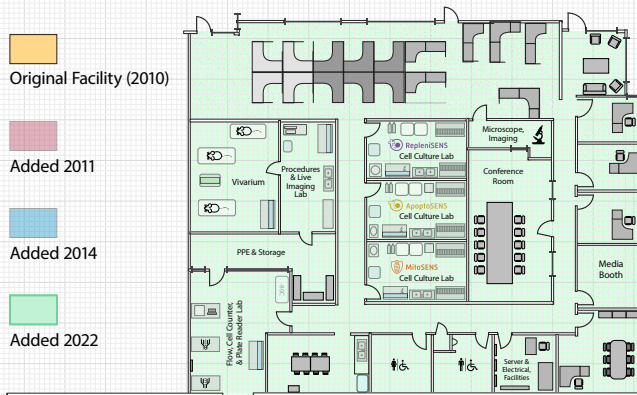 Original Facility (2010)
Added 2011
Added 2014
Added 2022
Vivarium
Procedures
& Live
Imaging
Lab
RepleniSENS
Cell Culture Lab
ApoptoSENS
Cell Culture Lab
MitoSENS
Cell Culture Lab
Microscope,
Imaging
Conference
Room
Media
Booth
PPE & Storage
Flow, Cell Counter,
& Plate Reader Lab
Server &
Electrical,
Facilities